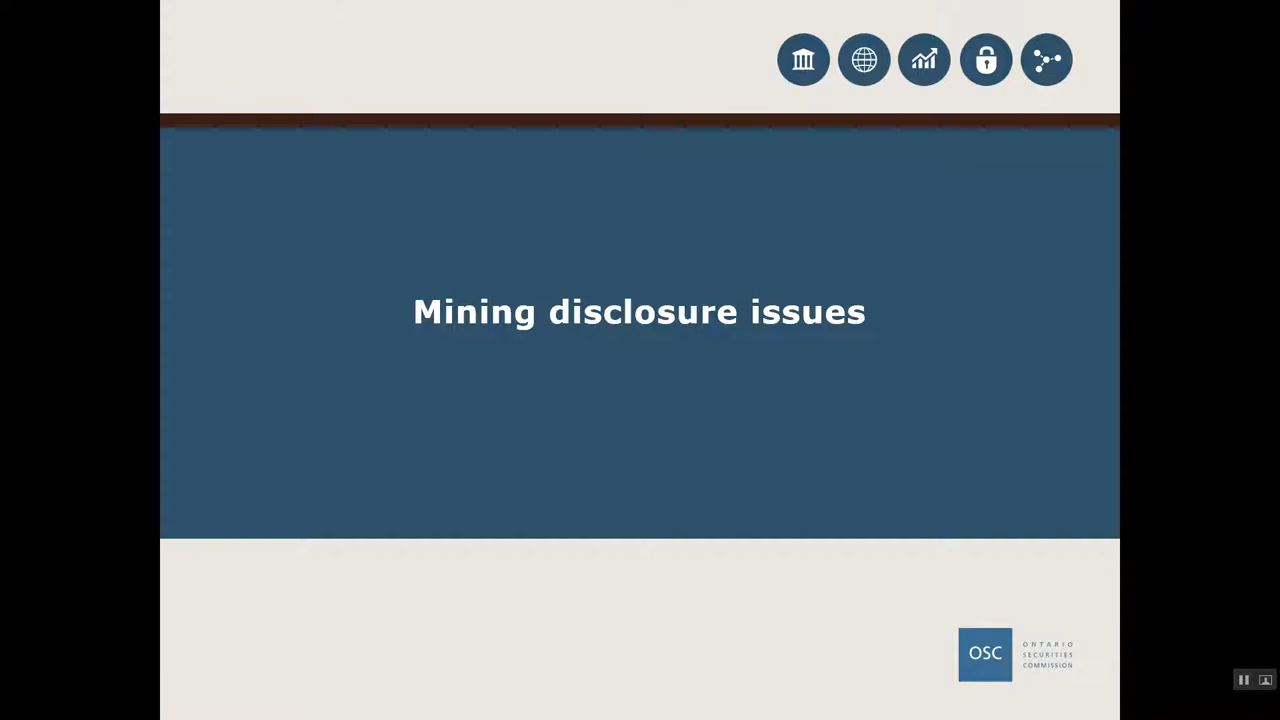 Mining disclosure issues
OSC
ONTARIO
SECURITIES
COMMISSION